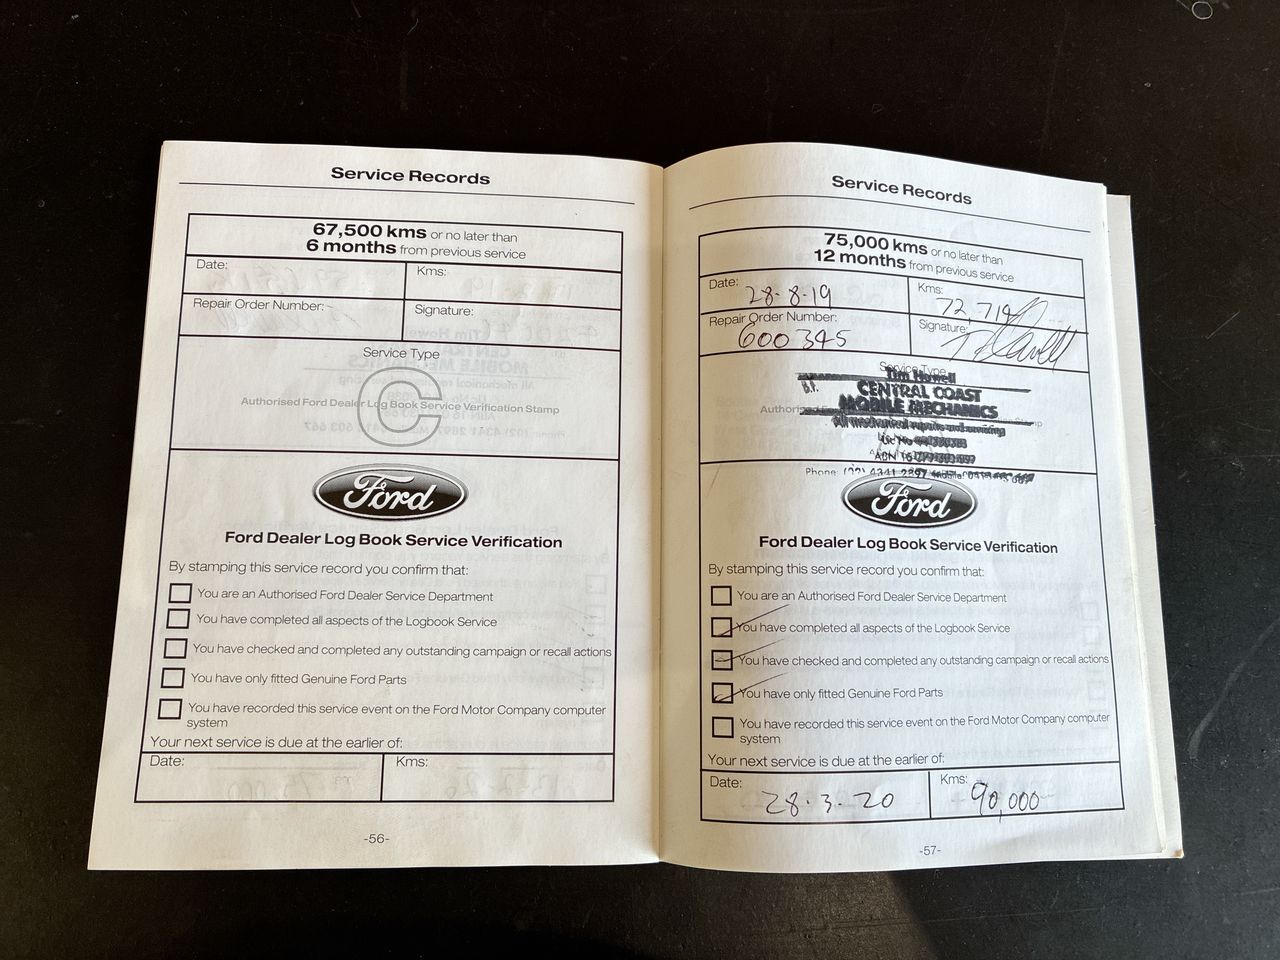 Service Records
67,500 kms or no later than
6 months from previous service
Date:
Kms:
Repair Order Number:
Signature:
Service Type
C
Authorised Ford Dealer Log Book Service Verification Stamp
Ford
Ford Dealer Log Book Service Verification
By stamping this service record you confirm that:
You are an Authorised Ford Dealer Service Department
You have completed all aspects of the Logbook Service
You have checked and completed any outstanding campaign or recall actions
You have only fitted Genuine Ford Parts
You have recorded this service event on the Ford Motor Company computer
system
Your next service is due at the earlier of:
Date:
Kms:
-56-
Service Records
75,000 kms or no later than
12 months from previous service
Date: 28-8-19
Kms: 72,719
Repair Order Number: 600345
Signature:
Service Type
Tim Howell
CENTRAL COAST
MOBILE MECHANICS
All mechanical repairs and servicing
Lic No
ABN 16
Phone: (02) 4341 2897 Mobile:
Ford
Ford Dealer Log Book Service Verification
By stamping this service record you confirm that:
You are an Authorised Ford Dealer Service Department
You have completed all aspects of the Logbook Service
You have checked and completed any outstanding campaign or recall actions
You have only fitted Genuine Ford Parts
You have recorded this service event on the Ford Motor Company computer
system
Your next service is due at the earlier of:
Date: 28.3.20
Kms: 90,000
-57-